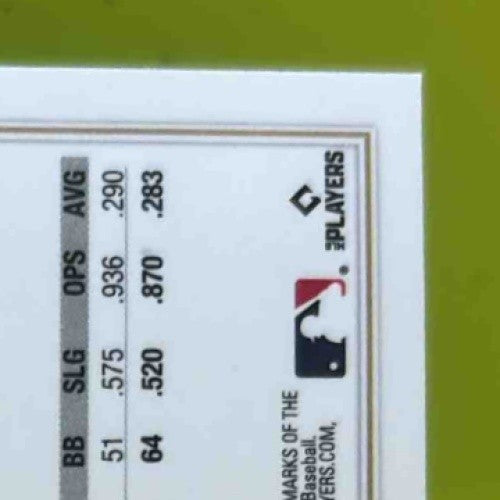 BB SLG OPS AVG
51 .575 .936 .290
64 .520 .870 .283
MARKS OF THE
Baseball.
YERS.COM,
PLAYERS
®